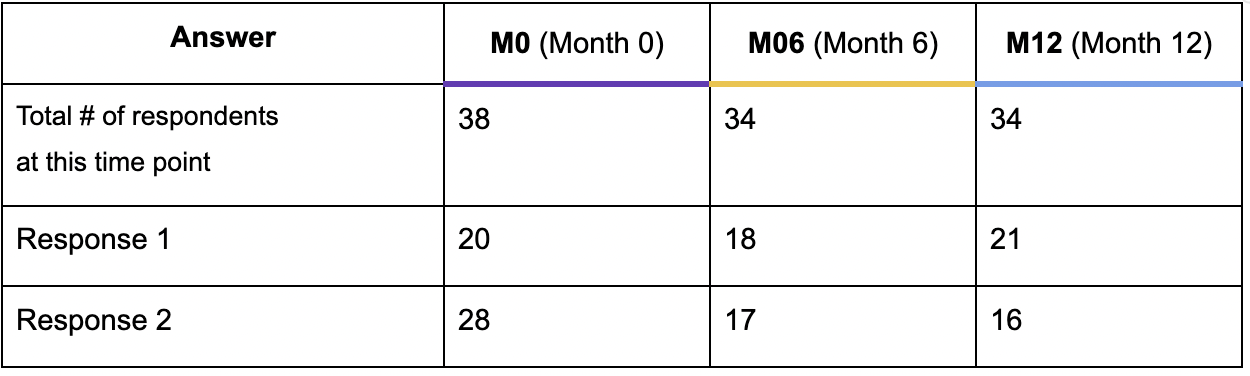 Answer M0 (Month 0) M06 (Month 6) M12 (Month 12)
Total # of respondents 38 34 34
at this time point
Response 1 20 18 21
Response 2 28 17 16